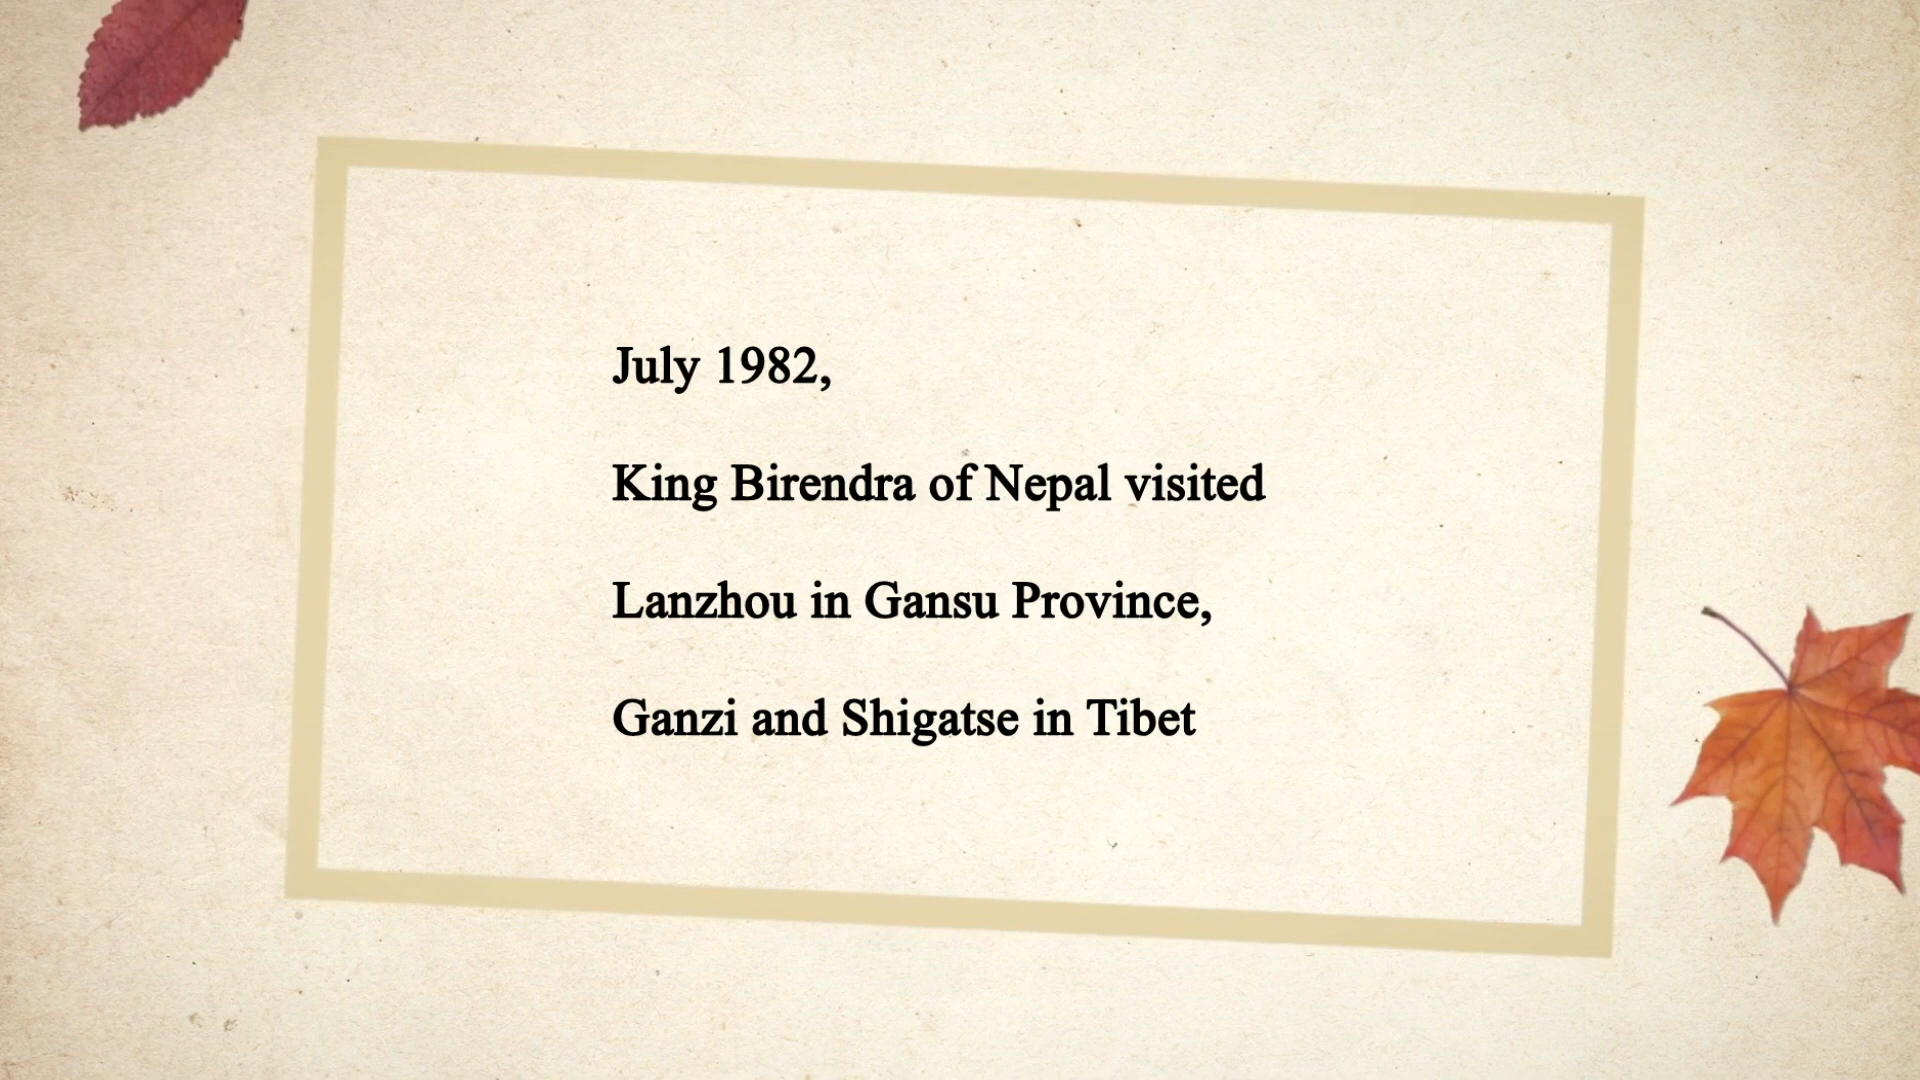 July 1982,
King Birendra of Nepal visited
Lanzhou in Gansu Province,
Ganzi and Shigatse in Tibet